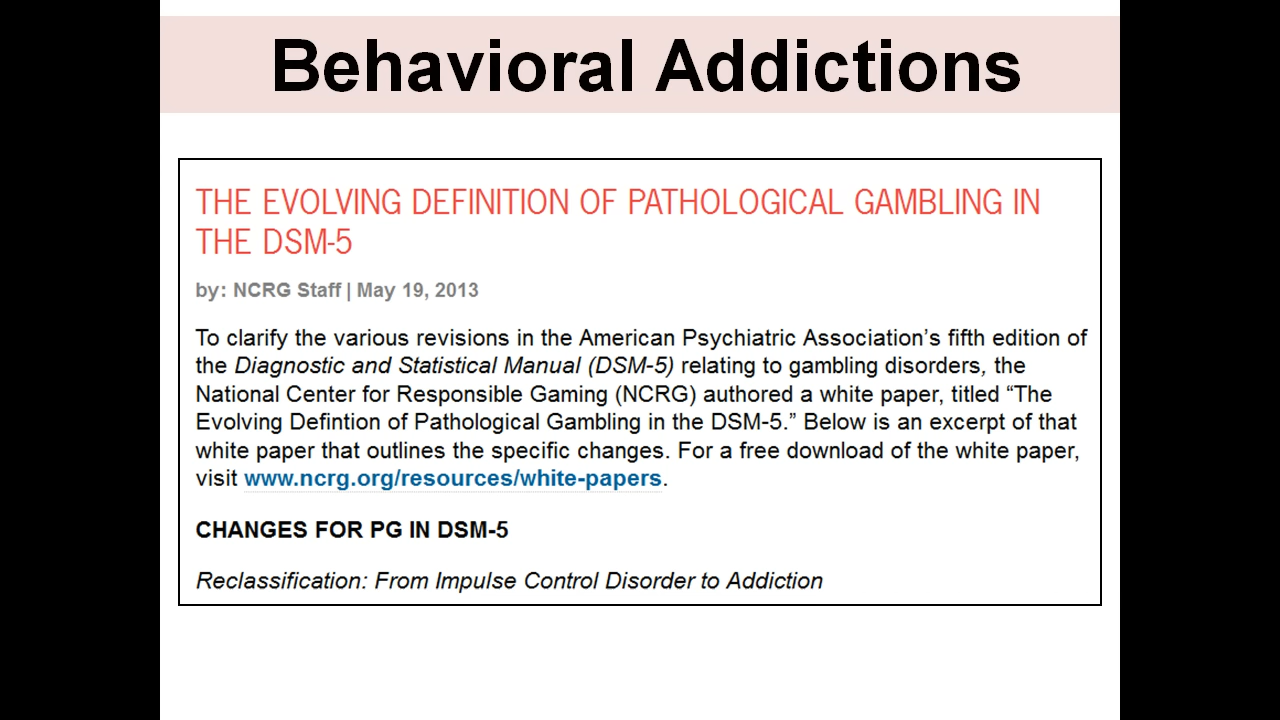 Behavioral Addictions
THE EVOLVING DEFINITION OF PATHOLOGICAL GAMBLING IN
THE DSM-5
by: NCRG Staff | May 19, 2013
To clarify the various revisions in the American Psychiatric Association’s fifth edition of
the Diagnostic and Statistical Manual (DSM-5) relating to gambling disorders, the
National Center for Responsible Gaming (NCRG) authored a white paper, titled “The
Evolving Defintion of Pathological Gambling in the DSM-5.” Below is an excerpt of that
white paper that outlines the specific changes. For a free download of the white paper,
visit www.ncrg.org/resources/white-papers.
CHANGES FOR PG IN DSM-5
Reclassification: From Impulse Control Disorder to Addiction